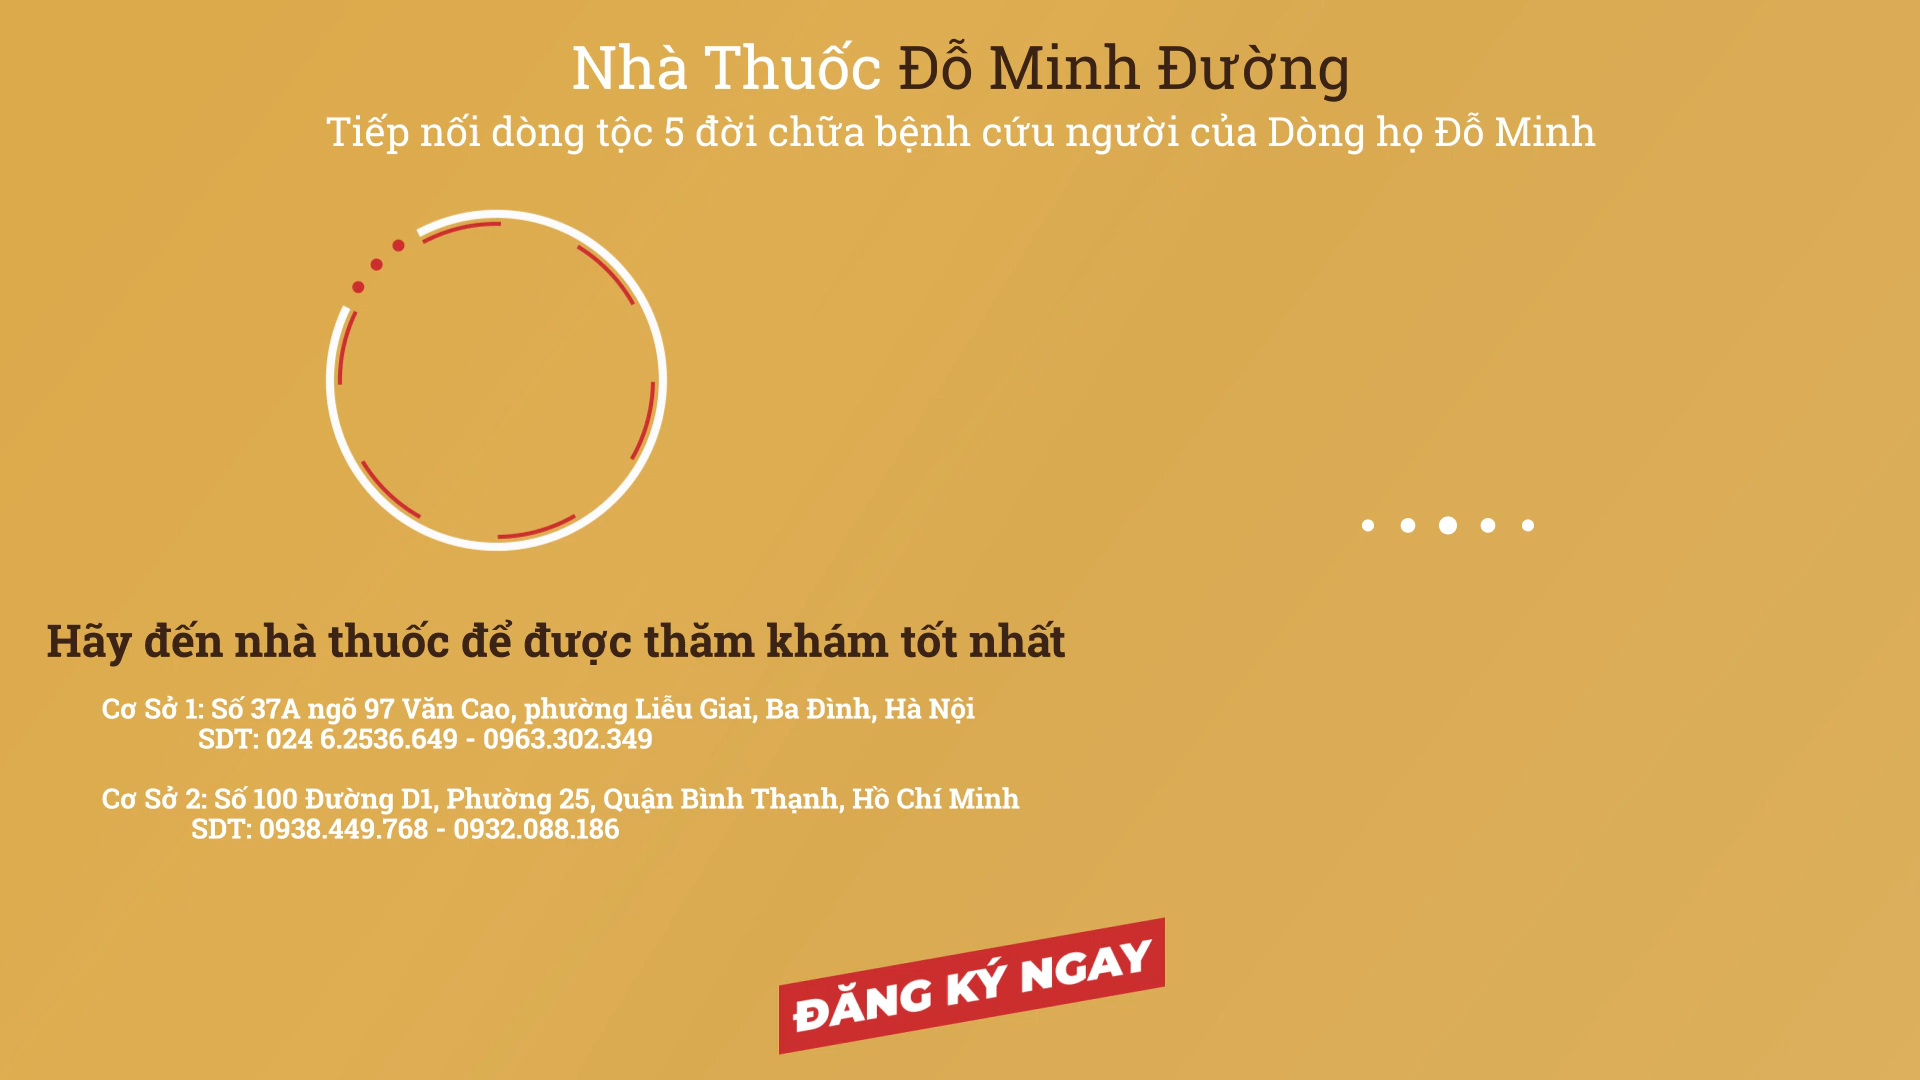 Nhà Thuốc Đỗ Minh Đường
Tiếp nối dòng tộc 5 đời chữa bệnh cứu người của Dòng họ Đỗ Minh
Hãy đến nhà thuốc để được thăm khám tốt nhất
Cơ Sở 1: Số 37A ngõ 97 Văn Cao, phường Liễu Giai, Ba Đình, Hà Nội
SDT: 024 6.2536.649 - 0963.302.349
Cơ Sở 2: Số 100 Đường D1, Phường 25, Quận Bình Thạnh, Hồ Chí Minh
SDT: 0938.449.768 - 0932.088.186
ĐĂNG KÝ NGAY